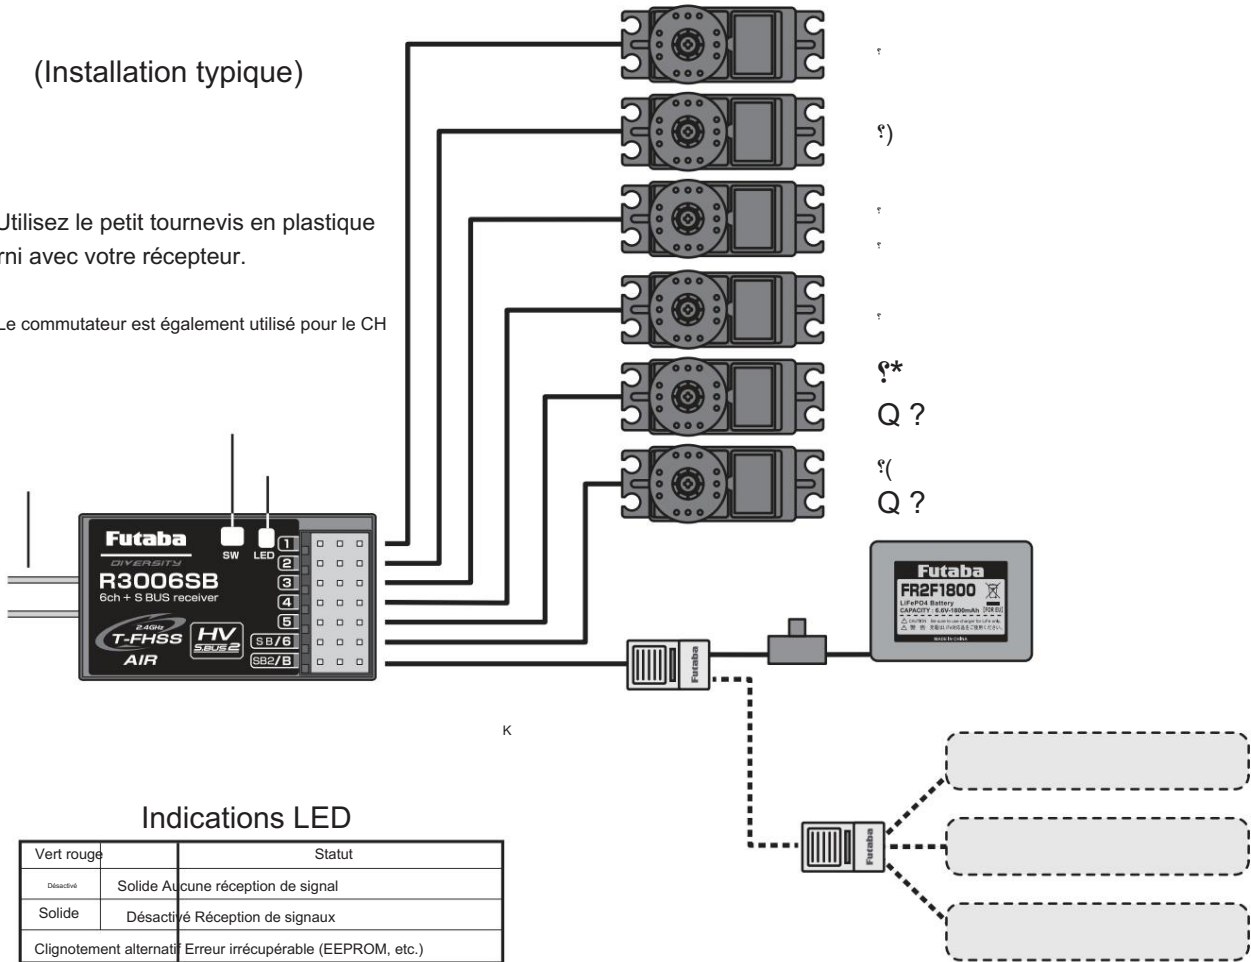 (Installation typique)
؟
؟)
Utilisez le petit tournevis en plastique
rni avec votre récepteur.
؟
؟
Le commutateur est également utilisé pour le CH
؟
؟*
Q ?
؟(
Q ?
Futaba
DIVERSITY
R3006SB
6ch + S BUS receiver
2.4GHz
T-FHSS
AIR
HV
S.BUS2
SW
LED
1
2
3
4
5
SB/6
SB2/B
Futaba
FR2F1800
LiFePO4 Battery
CAPACITY : 6.6V-1800mAh
[FOR EU]
MADE IN CHINA
Futaba
K
Futaba
Indications LED
Vert rouge Statut
Désactivé Solide Aucune réception de signal
Solide Désactivé Réception de signaux
Clignotement alternatif Erreur irrécupérable (EEPROM, etc.)